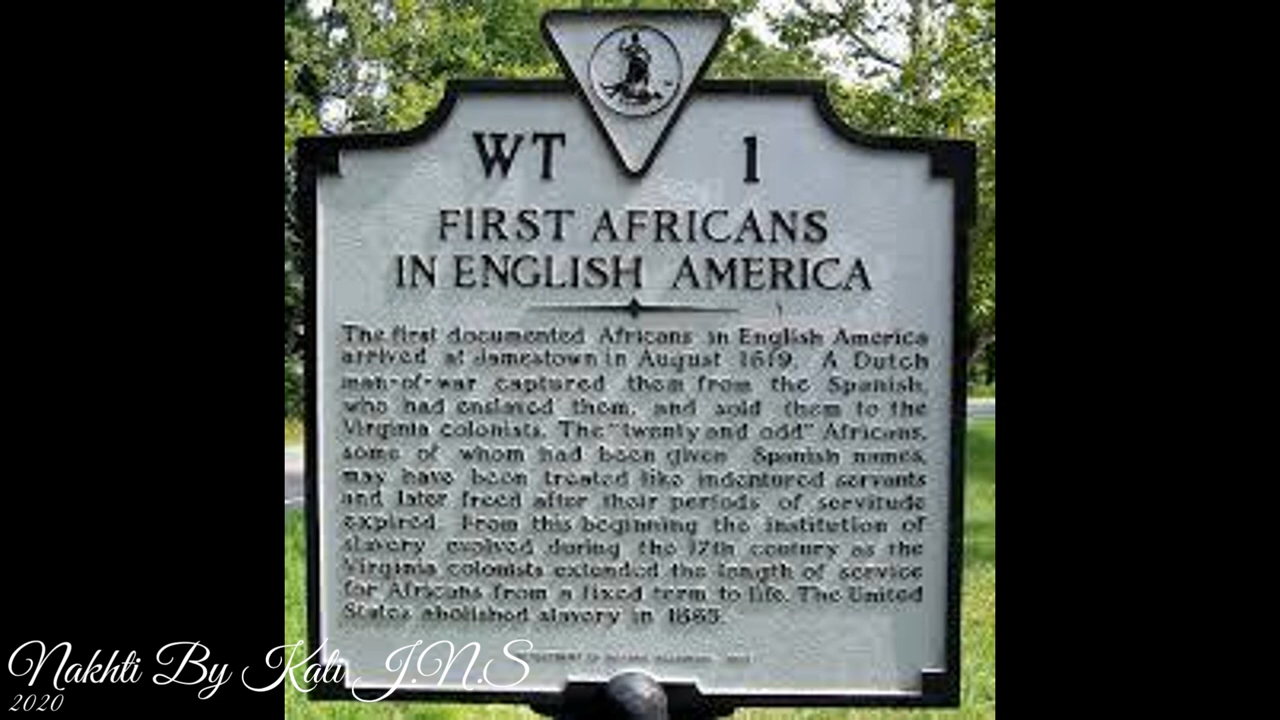 WT 1
FIRST AFRICANS
IN ENGLISH AMERICA
The first documented Africans in English America
arrived at Jamestown in August 1619. A Dutch
man-of-war captured them from the Spanish,
who had enslaved them, and sold them to the
Virginia colonists. The "twenty and odd" Africans,
some of whom had been given Spanish names,
may have been treated like indentured servants
and later freed after their periods of servitude
expired. From this beginning the institution of
slavery evolved during the 17th century as the
Virginia colonists extended the length of service
for Africans from a fixed term to life. The United
States abolished slavery in 1865.
DEPARTMENT OF HISTORIC RESOURCES
Nakhti By Kati J.N.S
2020